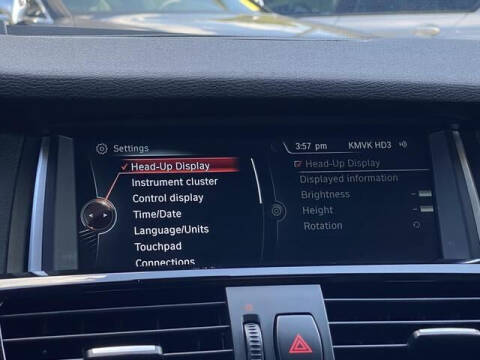 Settings
Head-Up Display
Instrument cluster
Control display
Time/Date
Language/Units
Touchpad
Connections
3:57 pm KMVK HD3
Head-Up Display
Displayed information
Brightness
Height
Rotation